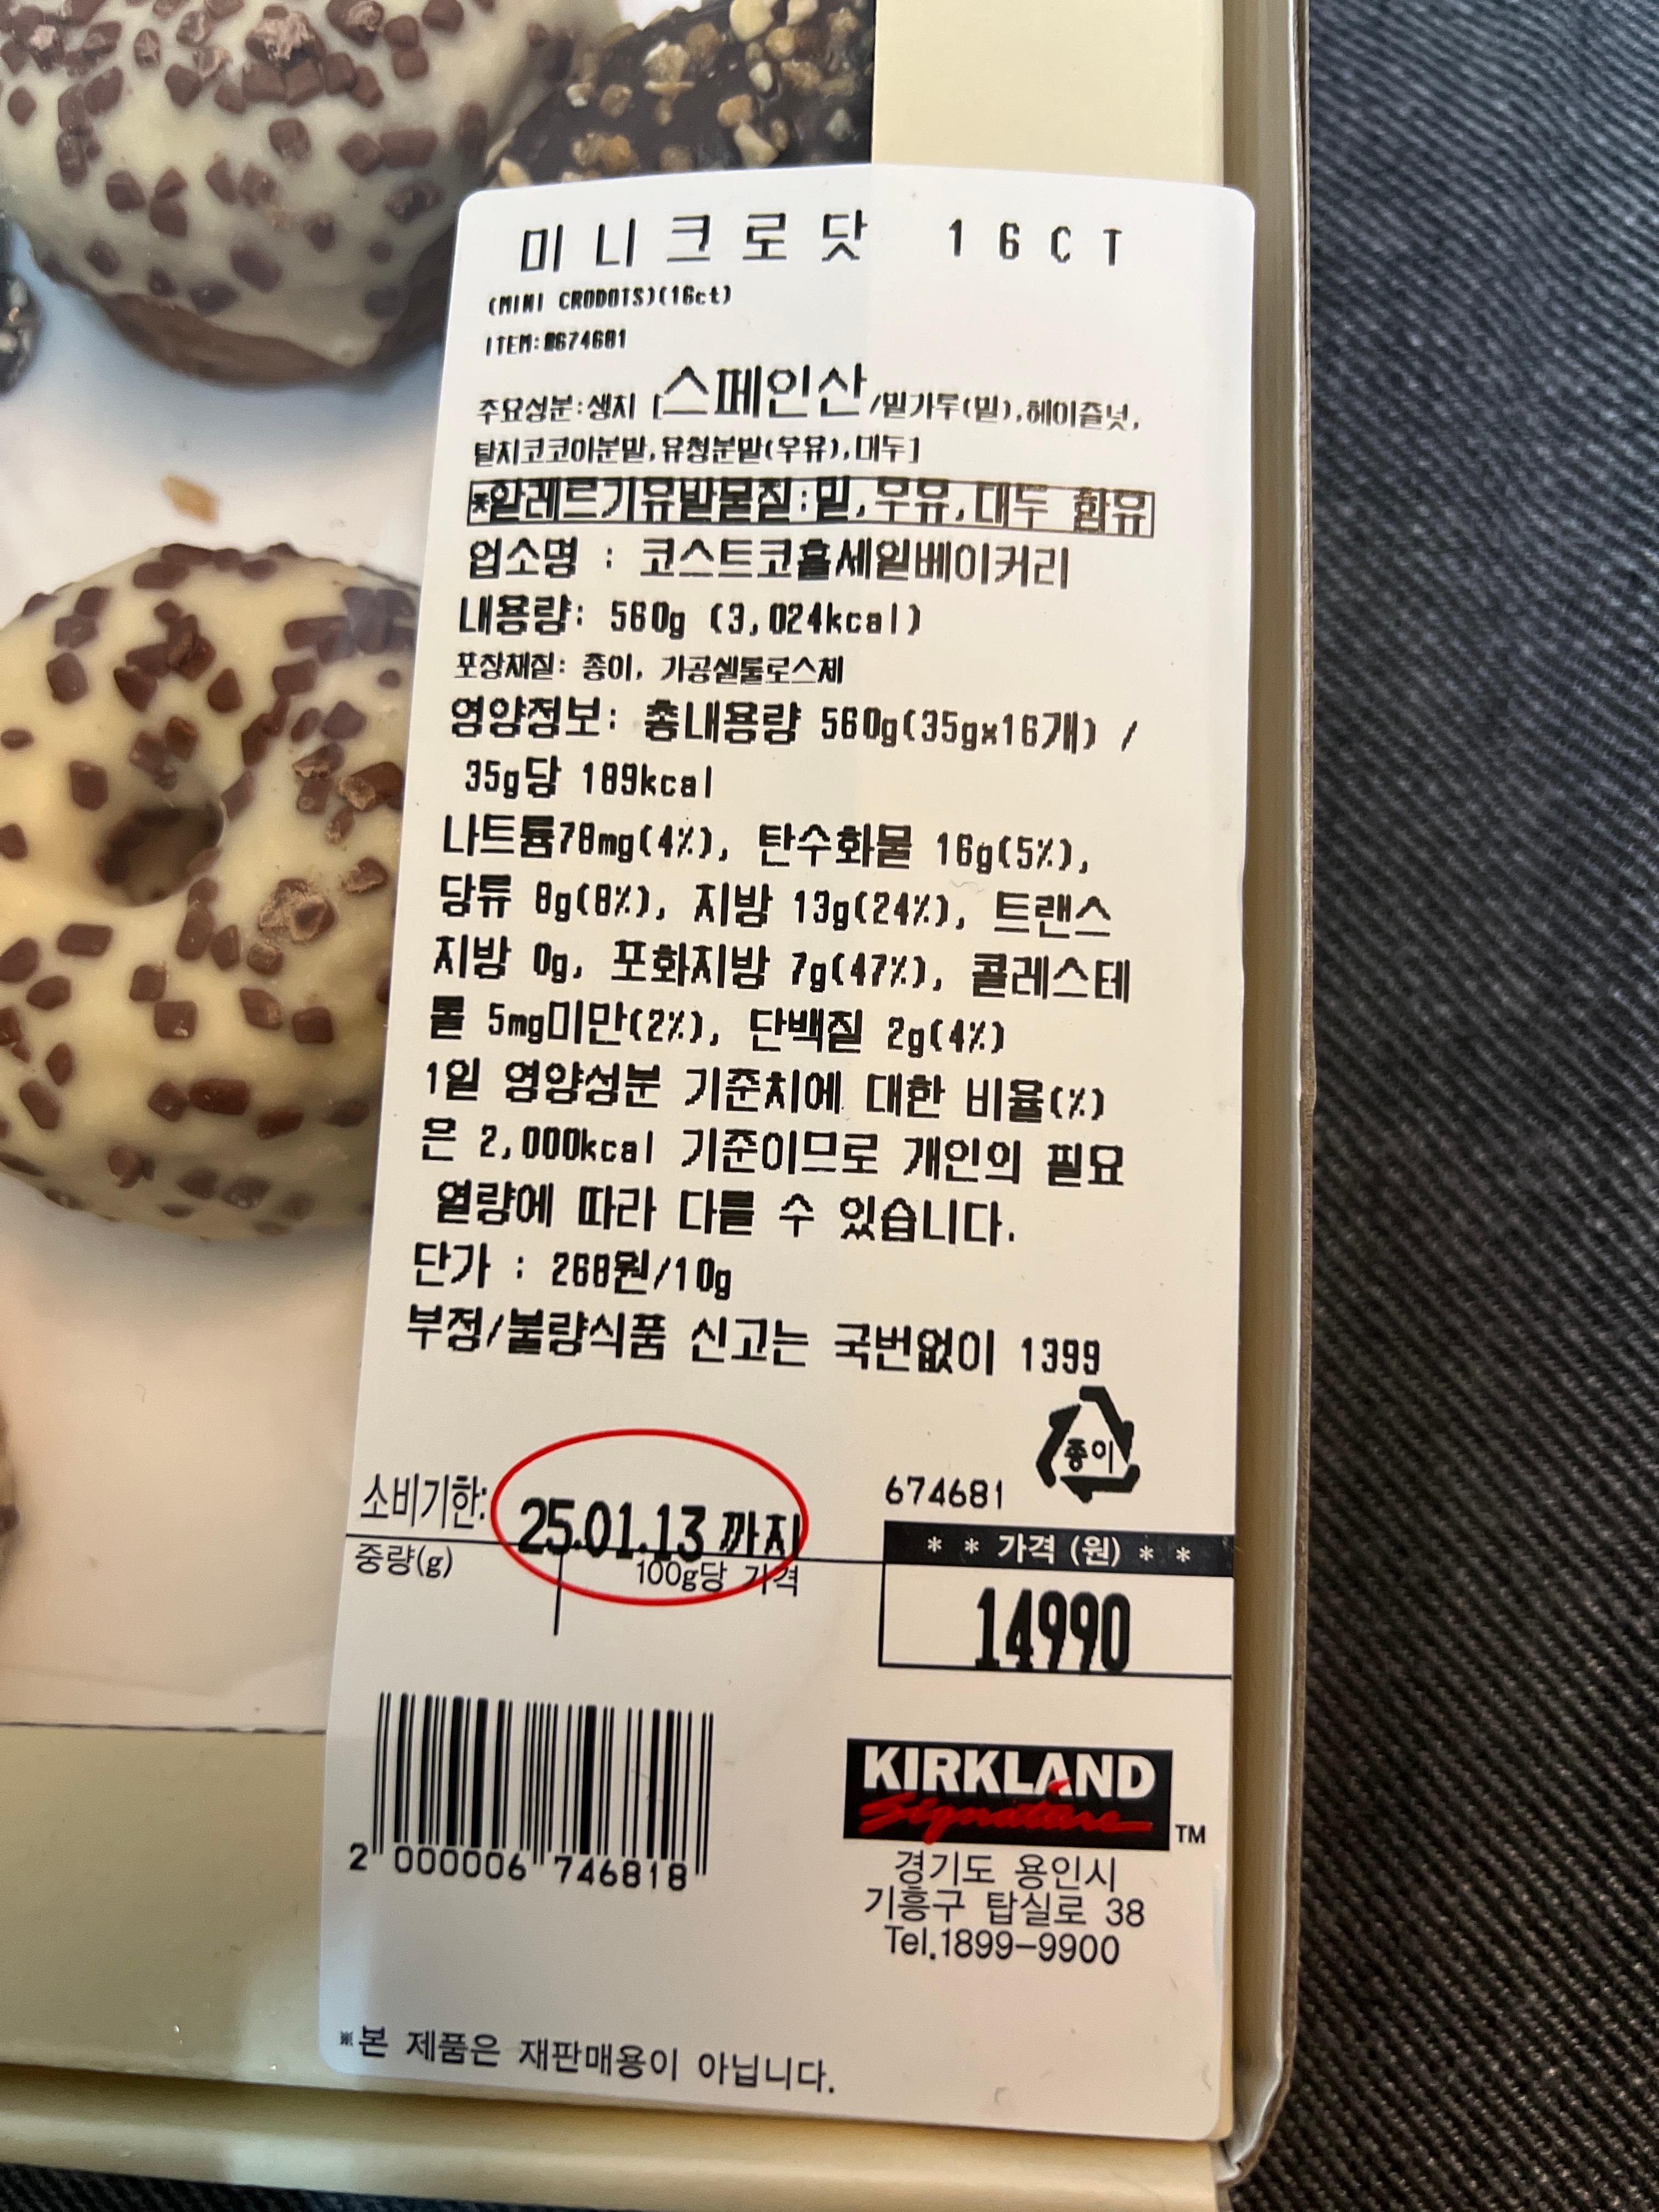 미니크로닷 16CT
(MINI CRODOTS)(16ct)
ITEM:#674681
주요성분:생지 [스페인산/밀가루(밀),헤이즐넛,
탈지코코아분말,유청분말(우유),대두]
*알레르기유발물질:밀,우유,대두 함유
업소명 : 코스트코홀세일베이커리
내용량: 560g (3,024kcal)
포장재질: 종이, 가공셀룰로스제
영양정보: 총내용량 560g(35gx16개) /
35g당 189kcal
나트륨78mg(4%), 탄수화물 16g(5%),
당류 8g(8%), 지방 13g(24%), 트랜스
지방 0g, 포화지방 7g(47%), 콜레스테
롤 5mg미만(2%), 단백질 2g(4%)
1일 영양성분 기준치에 대한 비율(%)
은 2,000kcal 기준이므로 개인의 필요
열량에 따라 다를 수 있습니다.
단가 : 268원/10g
부정/불량식품 신고는 국번없이 1399
종이
소비기한: 25.01.13 까지
674681
중량(g) 100g당 가격
* * 가격 (원) * *
14990
2 000006 746818
KIRKLAND
Signature TM
경기도 용인시
기흥구 탑실로 38
Tel.1899-9900
※본 제품은 재판매용이 아닙니다.